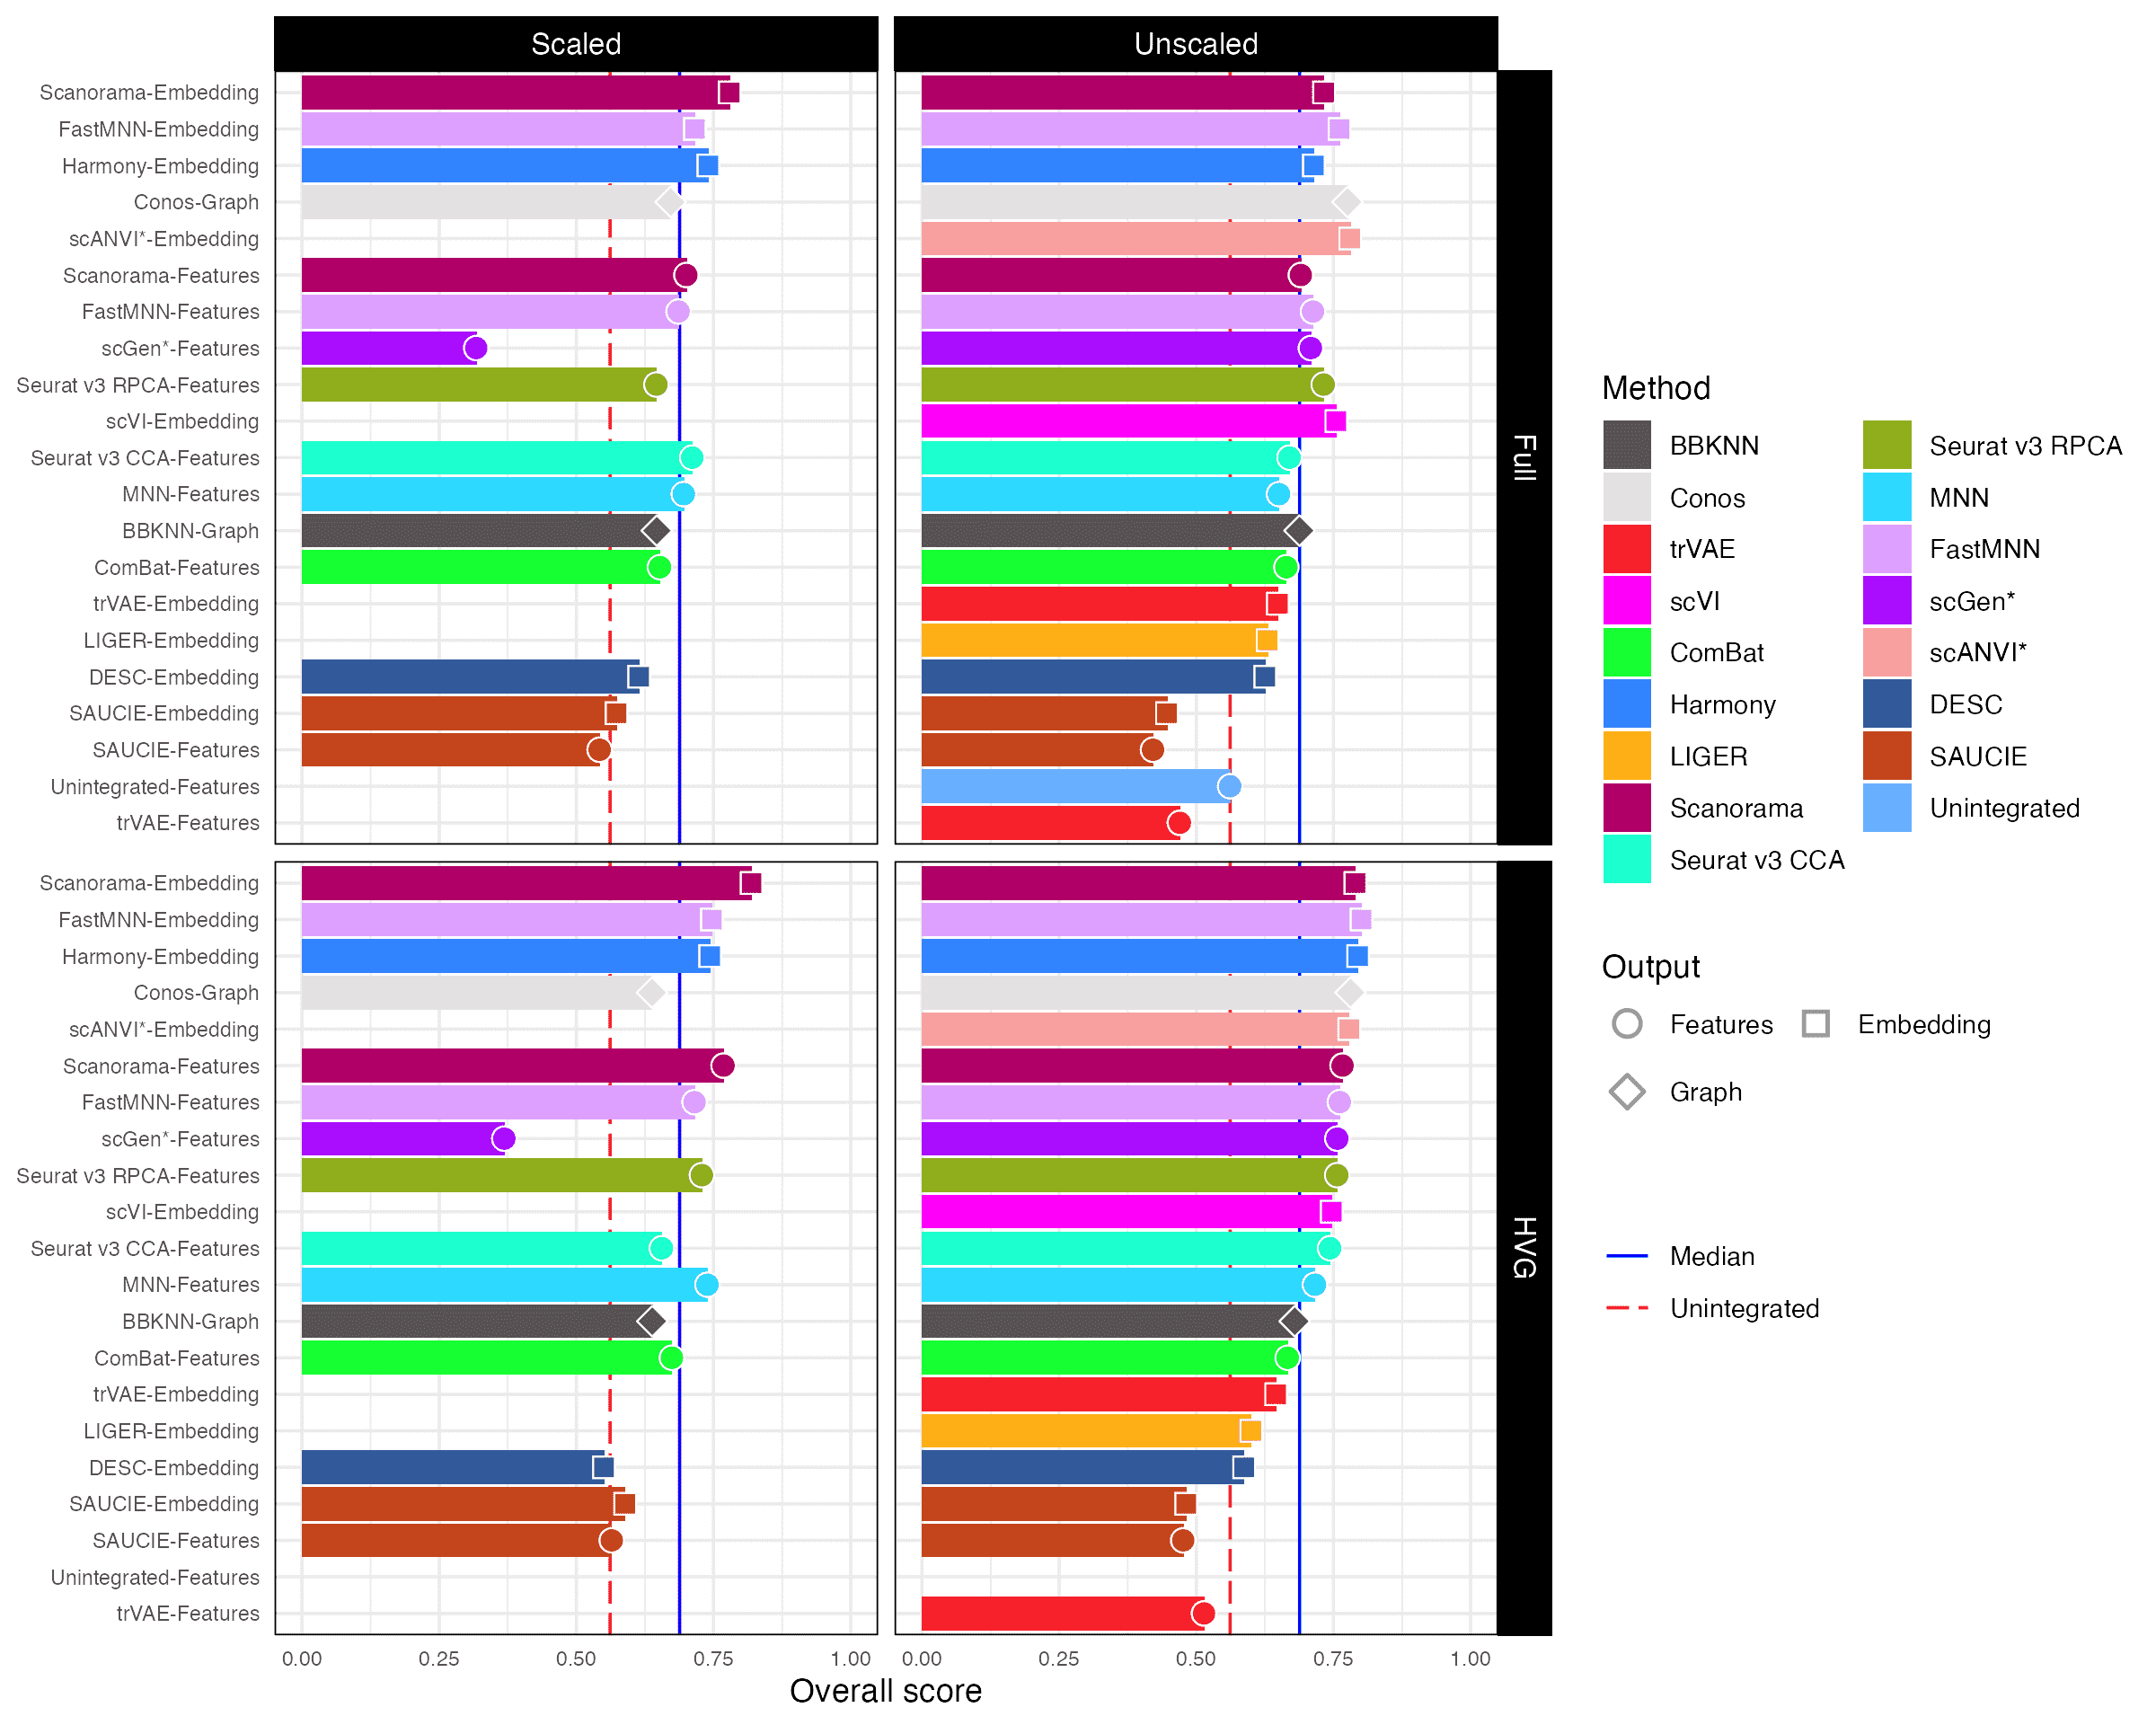 Scaled
Unscaled
Scanorama-Embedding
FastMNN-Embedding
Harmony-Embedding
Conos-Graph
scANVI*-Embedding
Scanorama-Features
FastMNN-Features
scGen*-Features
Seurat v3 RPCA-Features
scVI-Embedding
Seurat v3 CCA-Features
MNN-Features
BBKNN-Graph
ComBat-Features
trVAE-Embedding
LIGER-Embedding
DESC-Embedding
SAUCIE-Embedding
SAUCIE-Features
Unintegrated-Features
trVAE-Features
Full
Scanorama-Embedding
FastMNN-Embedding
Harmony-Embedding
Conos-Graph
scANVI*-Embedding
Scanorama-Features
FastMNN-Features
scGen*-Features
Seurat v3 RPCA-Features
scVI-Embedding
Seurat v3 CCA-Features
MNN-Features
BBKNN-Graph
ComBat-Features
trVAE-Embedding
LIGER-Embedding
DESC-Embedding
SAUCIE-Embedding
SAUCIE-Features
Unintegrated-Features
trVAE-Features
HVG
0.00 0.25 0.50 0.75 1.00 0.00 0.25 0.50 0.75 1.00
Overall score
Method
BBKNN Seurat v3 RPCA
Conos MNN
trVAE FastMNN
scVI scGen*
ComBat scANVI*
Harmony DESC
LIGER SAUCIE
Scanorama Unintegrated
Seurat v3 CCA
Output
Features Embedding
Graph
Median
Unintegrated